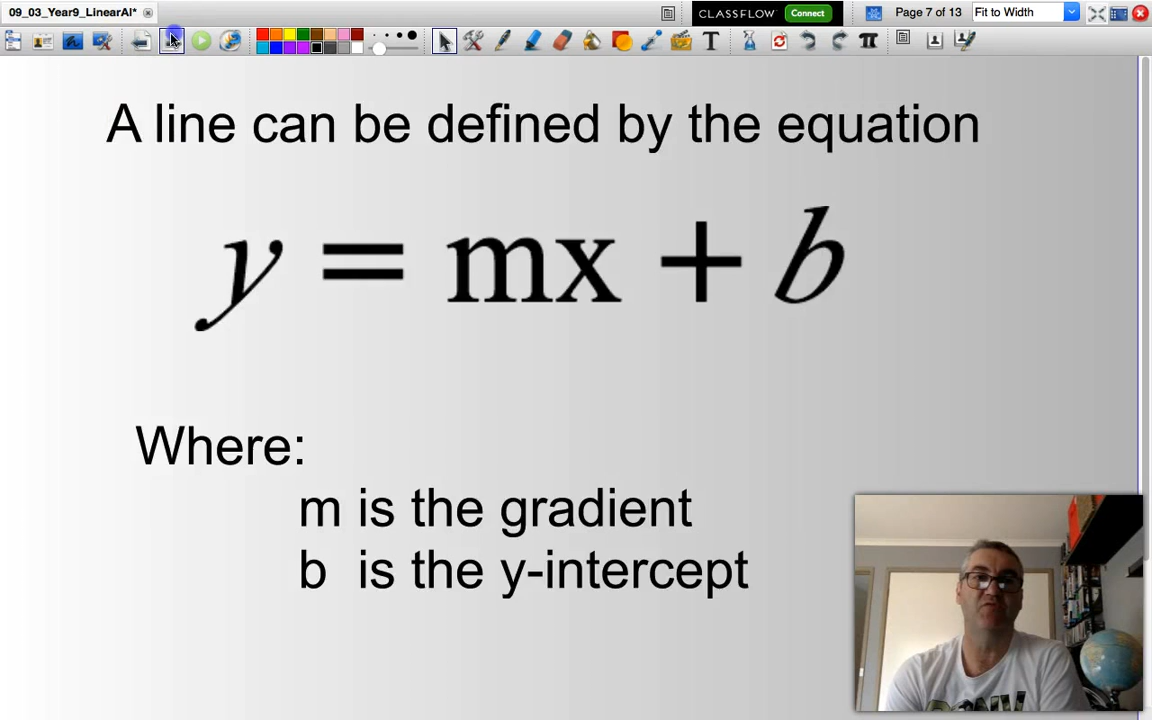 09_03_Year9_LinearAl*
CLASSFLOW Connect
Page 7 of 13
Fit to Width
A line can be defined by the equation
y = mx + b
Where:
m is the gradient
b is the y-intercept